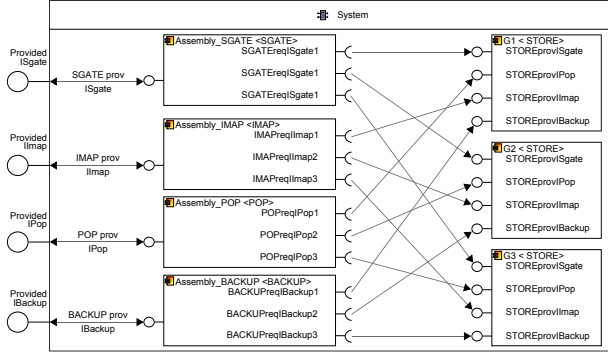 System
Provided
ISgate
SGATE prov
ISgate
Assembly_SGATE <SGATE>
SGATEreqISgate1
SGATEreqISgate1
SGATEreqISgate1
G1 < STORE>
STOREprovISgate
STOREprovIPop
STOREprovIImap
STOREprovIBackup
Provided
IImap
IMAP prov
IImap
Assembly_IMAP <IMAP>
IMAPreqIImap1
IMAPreqIImap2
IMAPreqIImap3
G2 < STORE>
STOREprovISgate
STOREprovIPop
STOREprovIImap
STOREprovIBackup
Provided
IPop
POP prov
IPop
Assembly_POP <POP>
POPreqIPop1
POPreqIPop2
POPreqIPop3
G3 < STORE>
STOREprovISgate
STOREprovIPop
STOREprovIImap
STOREprovIBackup
Provided
IBackup
BACKUP prov
IBackup
Assembly_BACKUP <BACKUP>
BACKUPreqIBackup1
BACKUPreqIBackup2
BACKUPreqIBackup3